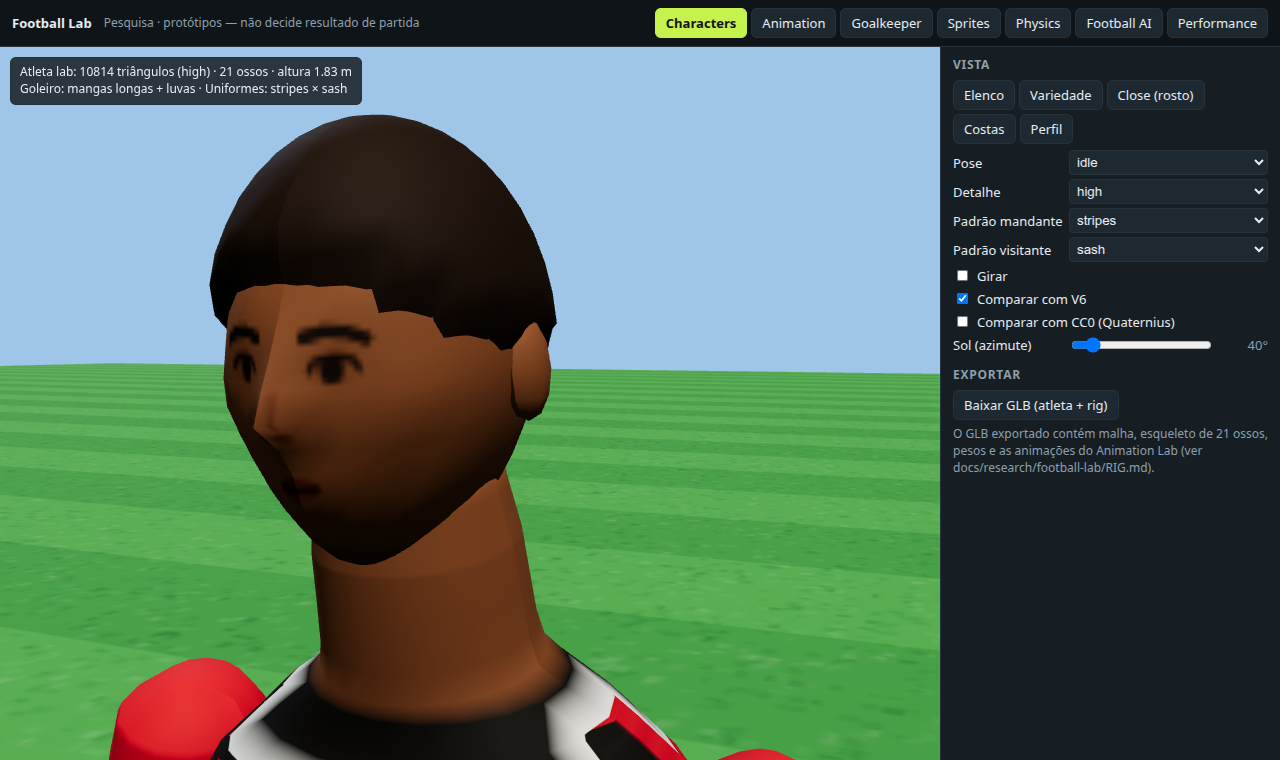 Football Lab
Pesquisa · protótipos — não decide resultado de partida
Characters
Animation
Goalkeeper
Sprites
Physics
Football AI
Performance
Atleta lab: 10814 triângulos (high) · 21 ossos · altura 1.83 m
Goleiro: mangas longas + luvas · Uniformes: stripes × sash
VISTA
Elenco
Variedade
Close (rosto)
Costas
Perfil
Pose
idle
Detalhe
high
Padrão mandante
stripes
Padrão visitante
sash
Girar
Comparar com V6
Comparar com CC0 (Quaternius)
Sol (azimute)
40°
EXPORTAR
Baixar GLB (atleta + rig)
O GLB exportado contém malha, esqueleto de 21 ossos,
pesos e as animações do Animation Lab (ver
docs/research/football-lab/RIG.md).